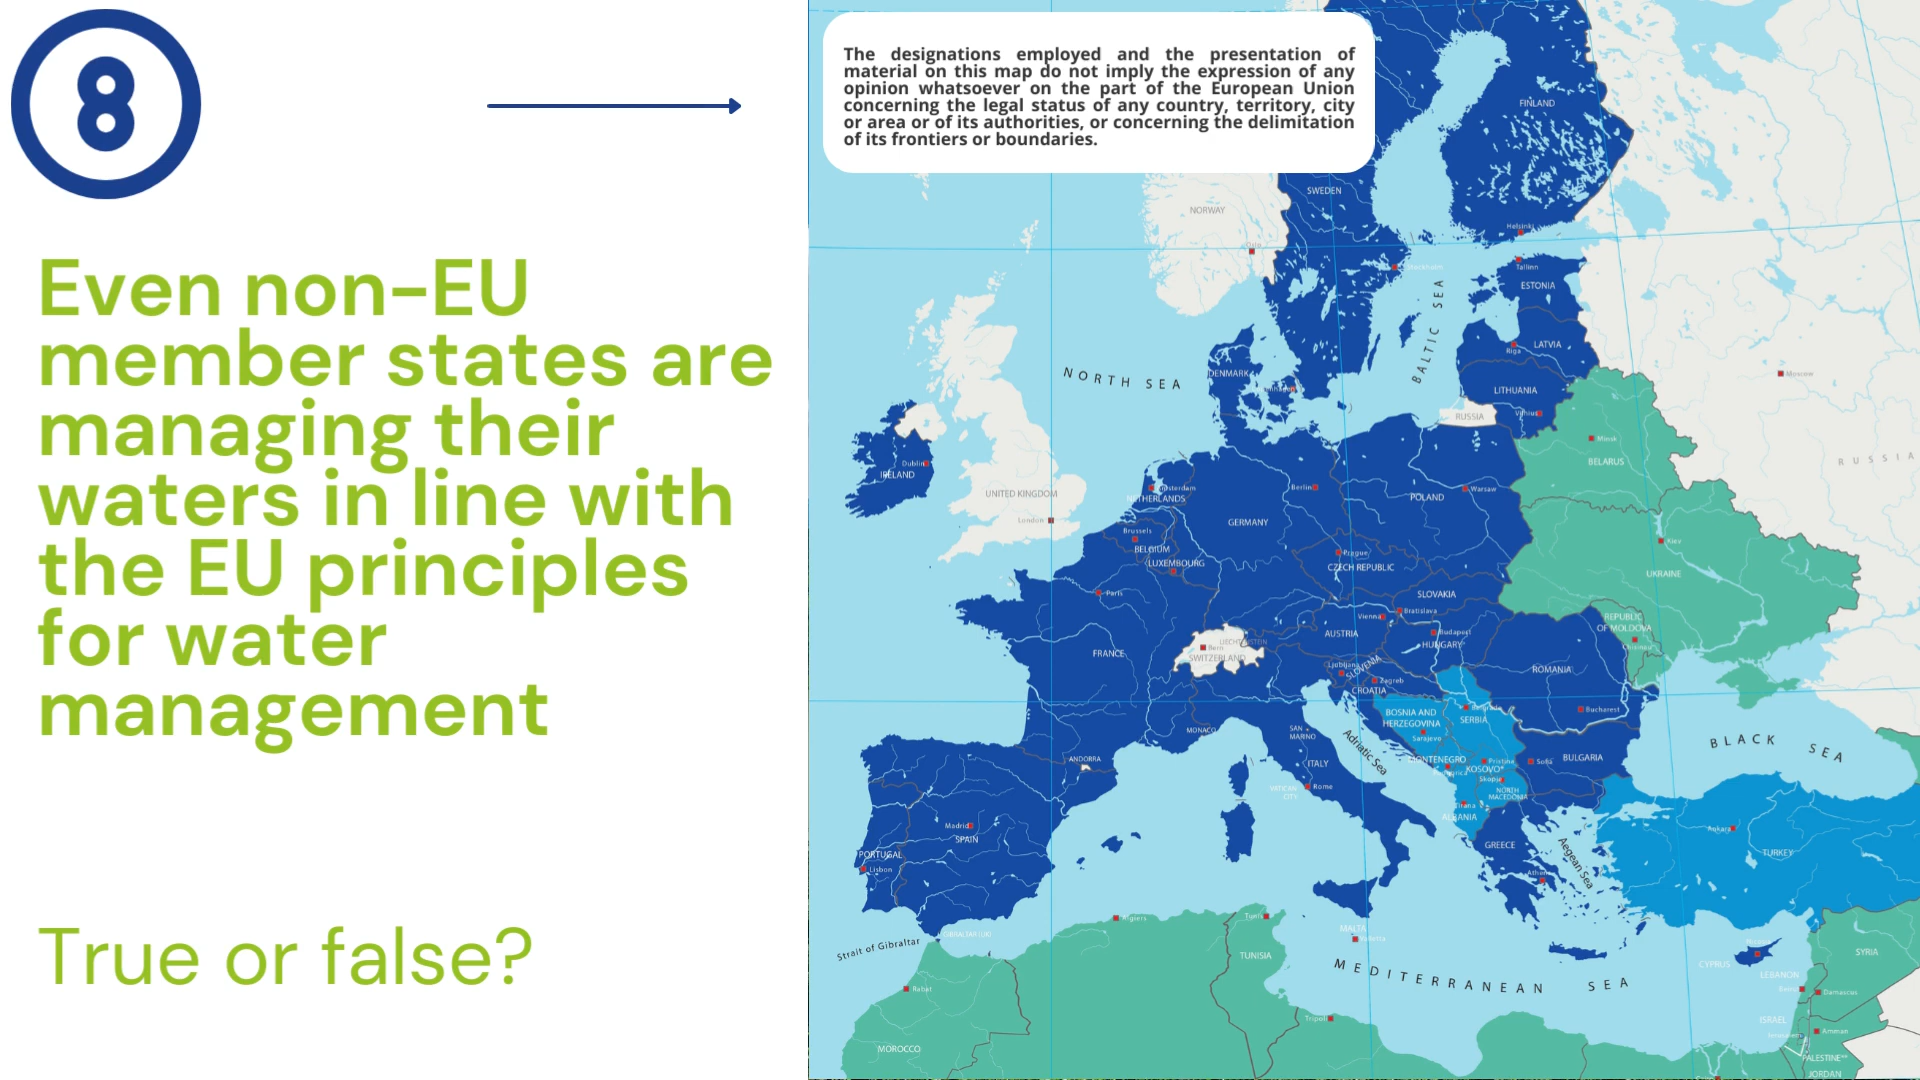 8
The designations employed and the presentation of
material on this map do not imply the expression of any
opinion whatsoever on the part of the European Union
concerning the legal status of any country, territory, city
or area or of its authorities, or concerning the delimitation
of its frontiers or boundaries.
Even non-EU
member states are
managing their
waters in line with
the EU principles
for water
management
True or false?
FINLAND
SWEDEN
NORWAY
Oslo
Helsinki
Stockholm
Tallinn
ESTONIA
BALTIC SEA
Riga
LATVIA
NORTH SEA
DENMARK
Moscow
LITHUANIA
Vilnius
RUSSIA
Minsk
BELARUS
RUSSIA
Dublin
IRELAND
UNITED KINGDOM
London
Amsterdam
NETHERLANDS
Berlin
Warsaw
POLAND
GERMANY
Brussels
BELGIUM
LUXEMBOURG
Prague
CZECH REPUBLIC
Kiev
UKRAINE
Paris
SLOVAKIA
Bratislava
Vienna
AUSTRIA
Budapest
HUNGARY
REPUBLIC
OF MOLDOVA
Chisinau
LIECHTENSTEIN
Bern
SWITZERLAND
FRANCE
Ljubljana
SLOVENIA
Zagreb
CROATIA
ROMANIA
Bucharest
BOSNIA AND
HERZEGOVINA
Sarajevo
Belgrade
SERBIA
MONACO
SAN
MARINO
Adriatic Sea
BLACK SEA
ANDORRA
ITALY
MONTENEGRO
Podgorica
Pristina
KOSOVO*
Skopje
NORTH
MACEDONIA
Sofia
BULGARIA
VATICAN
CITY
Rome
Tirana
ALBANIA
Madrid
SPAIN
PORTUGAL
Lisbon
GREECE
Athens
Aegean Sea
Ankara
TURKEY
Strait of Gibraltar
GIBRALTAR (UK)
Algiers
Tunis
TUNISIA
MALTA
Valletta
MEDITERRANEAN SEA
CYPRUS
LEBANON
Beirut
SYRIA
Damascus
Rabat
MOROCCO
Tripoli
ISRAEL
Amman
PALESTINE**
JORDAN